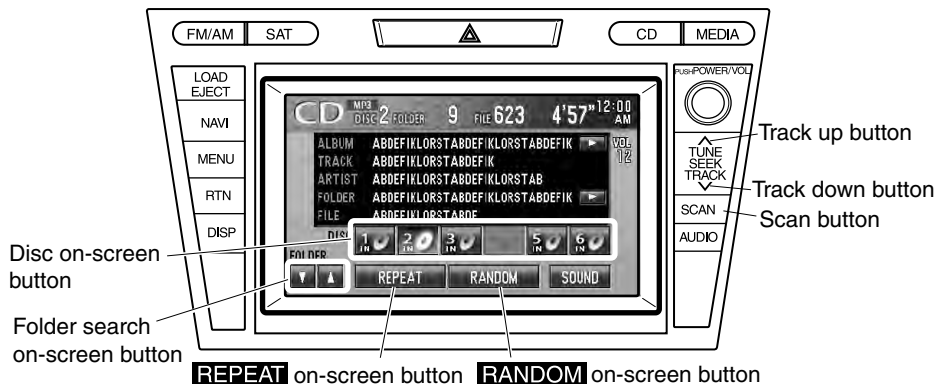 FM/AM SAT CD MEDIA
LOAD
EJECT
NAVI
MENU
RTN
DISP
PUSH POWER/VOL
TUNE
SEEK
TRACK
SCAN
AUDIO
CD MP3 DISC 2 FOLDER 9 FILE 623 4'57" 12:00 AM
VOL
12
ALBUM ABDEFIKLORSTABDEFIKLORSTABDEFIK
TRACK ABDEFIKLORSTABDEFIK
ARTIST ABDEFIKLORSTABDEFIKLORSTAB
FOLDER ABDEFIKLORSTABDEFIKLORSTABDEFIK
FILE ABDEFIKLORSTABDE
DISC 1 IN 2 IN 3 IN 5 IN 6 IN
FOLDER
REPEAT RANDOM SOUND
Track up button
Track down button
Scan button
Disc on-screen
button
Folder search
on-screen button
REPEAT on-screen button RANDOM on-screen button